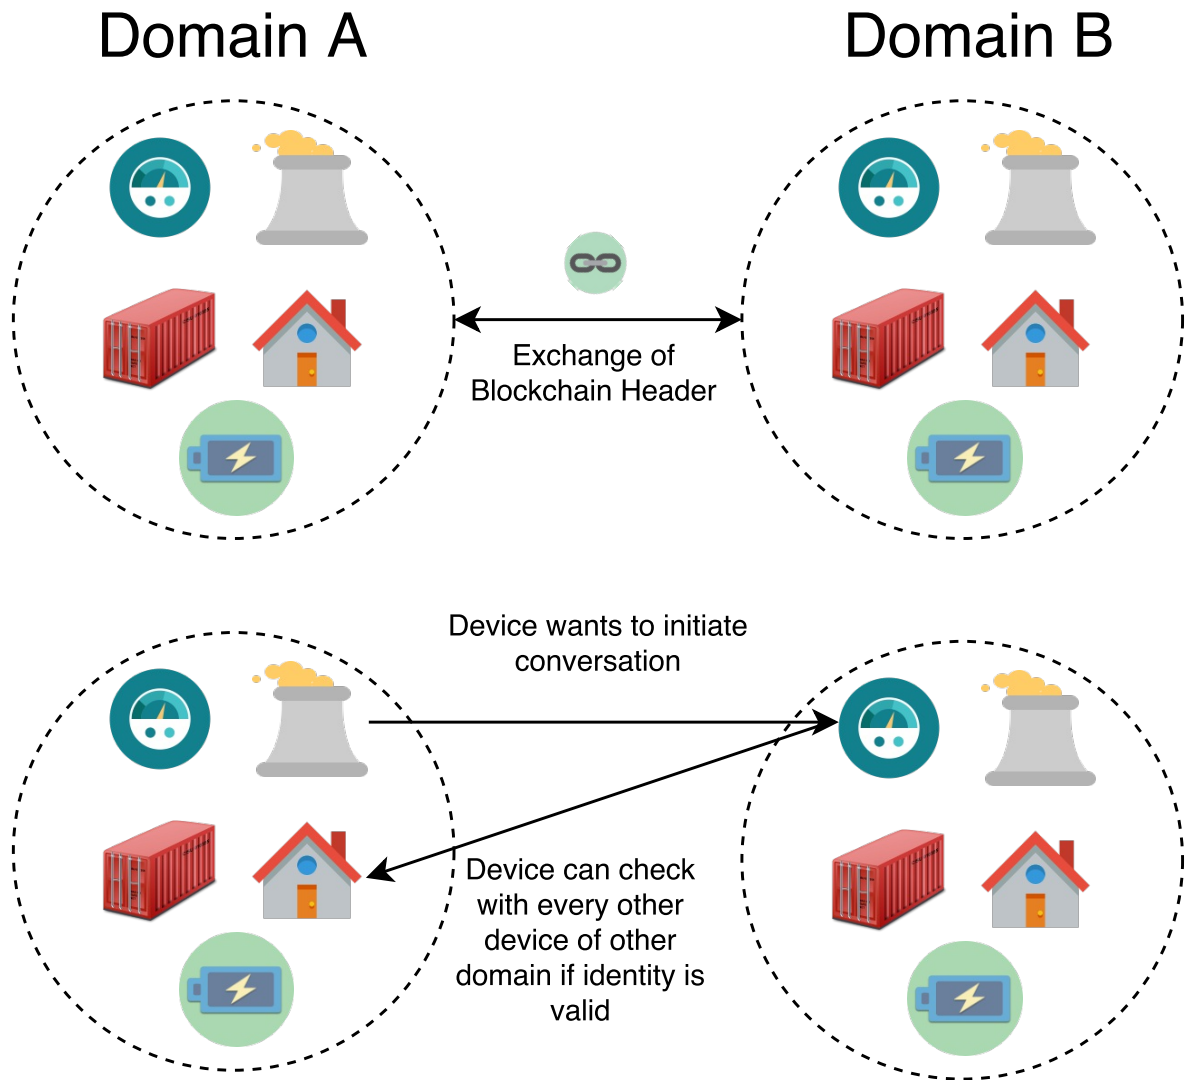 Domain A
Domain B
Exchange of
Blockchain Header
Device wants to initiate
conversation
Device can check
with every other
device of other
domain if identity is
valid